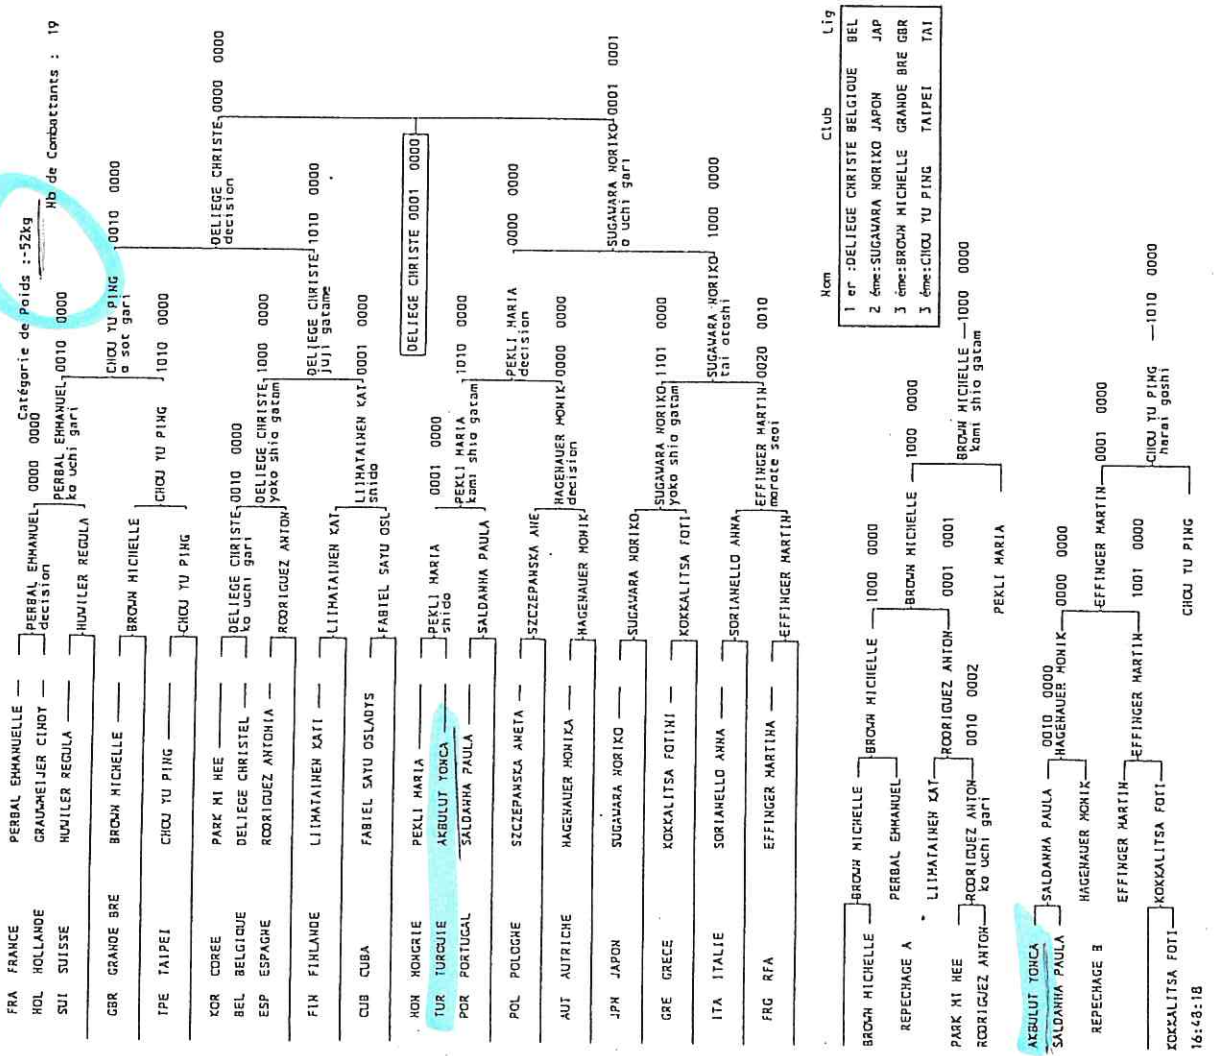 Catégorie de Poids :-52kg
Nb de Combattants : 19
FRA FRANCE PERBAL EMMANUELLE
HOL HOLLANDE GRAUWMEIJER CINDY
SUI SUISSE HUWILER REGULA
GBR GRANDE BRE BROWN MICHELLE
TPE TAIPEI CHOU YU PING
KOR COREE PARK MI HEE
BEL BELGIQUE DELIEGE CHRISTEL
ESP ESPAGNE RODRIGUEZ ANTONIA
FIN FINLANDE LIIMATAINEN KATI
CUB CUBA FABIEL SAYU OSLADYS
HON HONGRIE PEKLI MARIA
TUR TURQUIE AKBULUT YONCA
POR PORTUGAL SALDANHA PAULA
POL POLOGNE SZCZEPANSKA ANETA
AUT AUTRICHE HAGENAUER MONIKA
JPN JAPON SUGAWARA NORIKO
GRE GRECE KOKKALITSA FOTINI
ITA ITALIE SORIANELLO ANNA
FRG RFA EFFINGER MARTINA
PERBAL EMMANUEL 0000 0000
decision
HUWILER REGULA
BROWN MICHELLE
CHOU YU PING
DELIEGE CHRISTE 0010 0000
ko uchi gari
RODRIGUEZ ANTON
LIIMATAINEN KAT
FABIEL SAYU OSL
PEKLI MARIA 0001 0000
shido
SALDANHA PAULA
SZCZEPANSKA ANE
HAGENAUER MONIK
SUGAWARA NORIKO
KOKKALITSA FOTI
SORIANELLO ANNA
EFFINGER MARTIN
PERBAL EMMANUEL 0010 0000
ko uchi gari
CHOU YU PING 1010 0000
DELIEGE CHRISTE 1000 0000
yoko shio gatam
LIIMATAINEN KAT 0001 0000
shido
PEKLI MARIA 1010 0000
kami shio gatam
HAGENAUER MONIK 0000 0000
decision
SUGAWARA NORIKO 1101 0000
yoko shio gatam
EFFINGER MARTIN 0020 0010
morote seoi
CHOU YU PING 0010 0000
o sot gari
DELIEGE CHRISTE 1010 0000
juji gatame
PEKLI MARIA 0000 0000
decision
SUGAWARA NORIKO 1000 0000
tai otoshi
DELIEGE CHRISTE 0000 0000
decision
SUGAWARA NORIKO 0001 0001
o uchi gari
DELIEGE CHRISTE 0001 0000
Nom Club Lig
1 er :DELIEGE CHRISTE BELGIQUE BEL
2 éme:SUGAWARA NORIKO JAPON JAP
3 éme:BROWN MICHELLE GRANDE BRE GBR
3 éme:CHOU YU PING TAIPEI TAI
BROWN MICHELLE
REPECHAGE A
PARK MI HEE
RODRIGUEZ ANTON
BROWN MICHELLE
PERBAL EMMANUEL
LIIMATAINEN KAT
RODRIGUEZ ANTON 0010 0002
ko uchi gari
BROWN MICHELLE 1000 0000
RODRIGUEZ ANTON 0001 0001
BROWN MICHELLE 1000 0000
PEKLI MARIA
BROWN MICHELLE 1000 0000
kami shio gatam
AKBULUT YONCA
SALDANHA PAULA
REPECHAGE B
KOKKALITSA FOTI
SALDANHA PAULA 0010 0000
HAGENAUER MONIK
EFFINGER MARTIN
KOKKALITSA FOTI
HAGENAUER MONIK 0000 0000
EFFINGER MARTIN 1001 0000
EFFINGER MARTIN 0001 0000
CHOU YU PING
CHOU YU PING 1010 0000
harai goshi
16:48:18